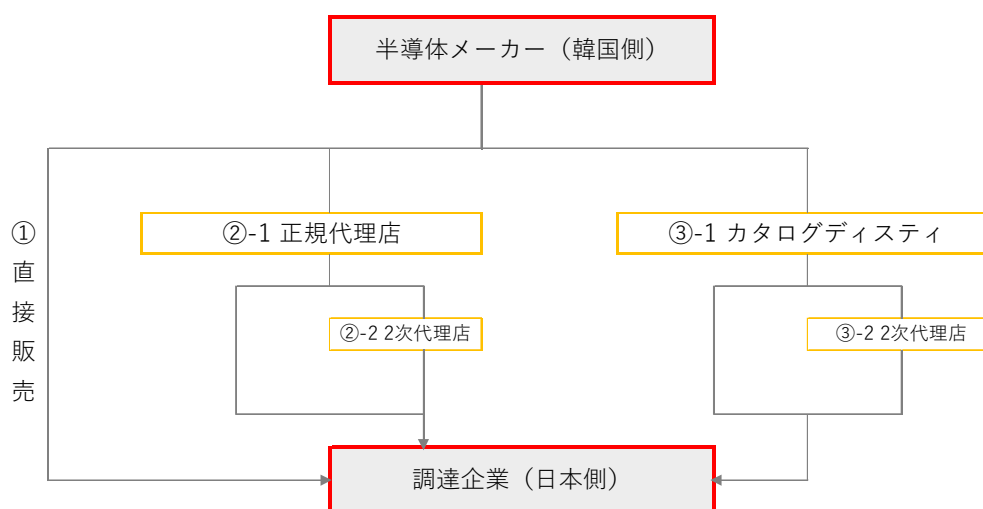 半導体メーカー（韓国側）
①直接販売
②-1 正規代理店
③-1 カタログディスティ
②-2 2次代理店
③-2 2次代理店
調達企業（日本側）